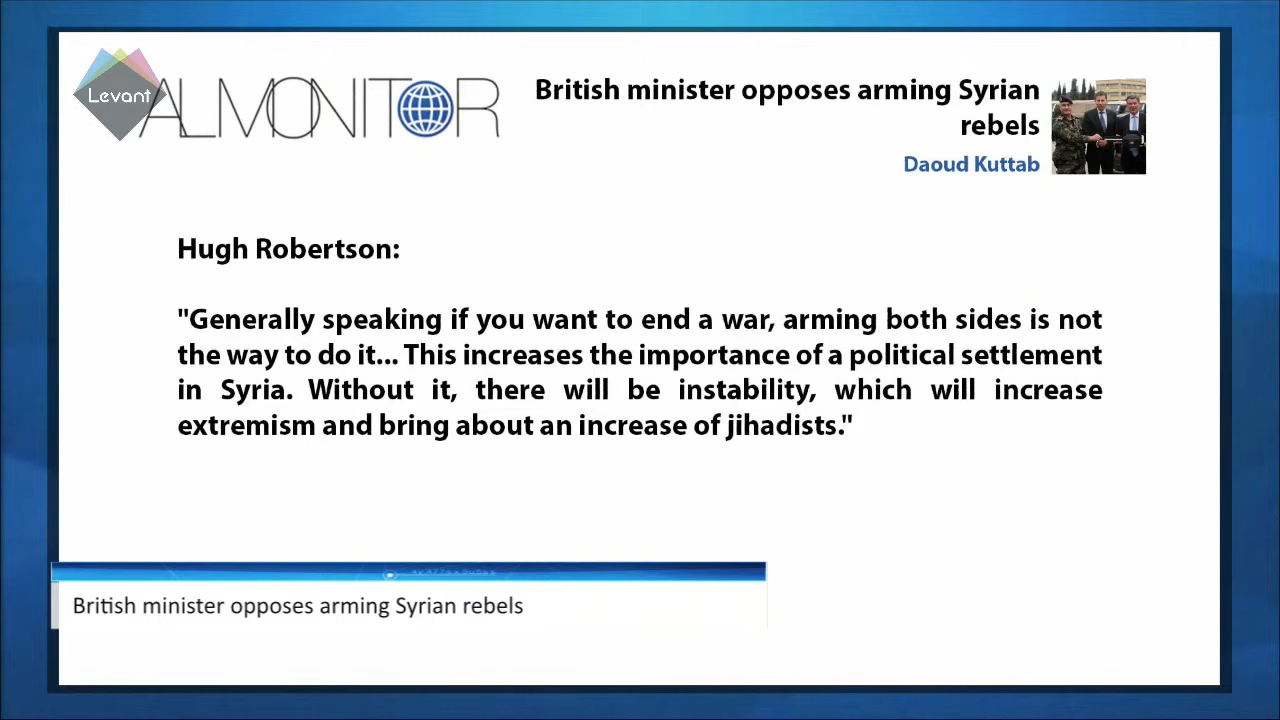 Levant
ALMONITOR
British minister opposes arming Syrian
rebels
Daoud Kuttab
Hugh Robertson:
"Generally speaking if you want to end a war, arming both sides is not
the way to do it... This increases the importance of a political settlement
in Syria. Without it, there will be instability, which will increase
extremism and bring about an increase of jihadists."
British minister opposes arming Syrian rebels